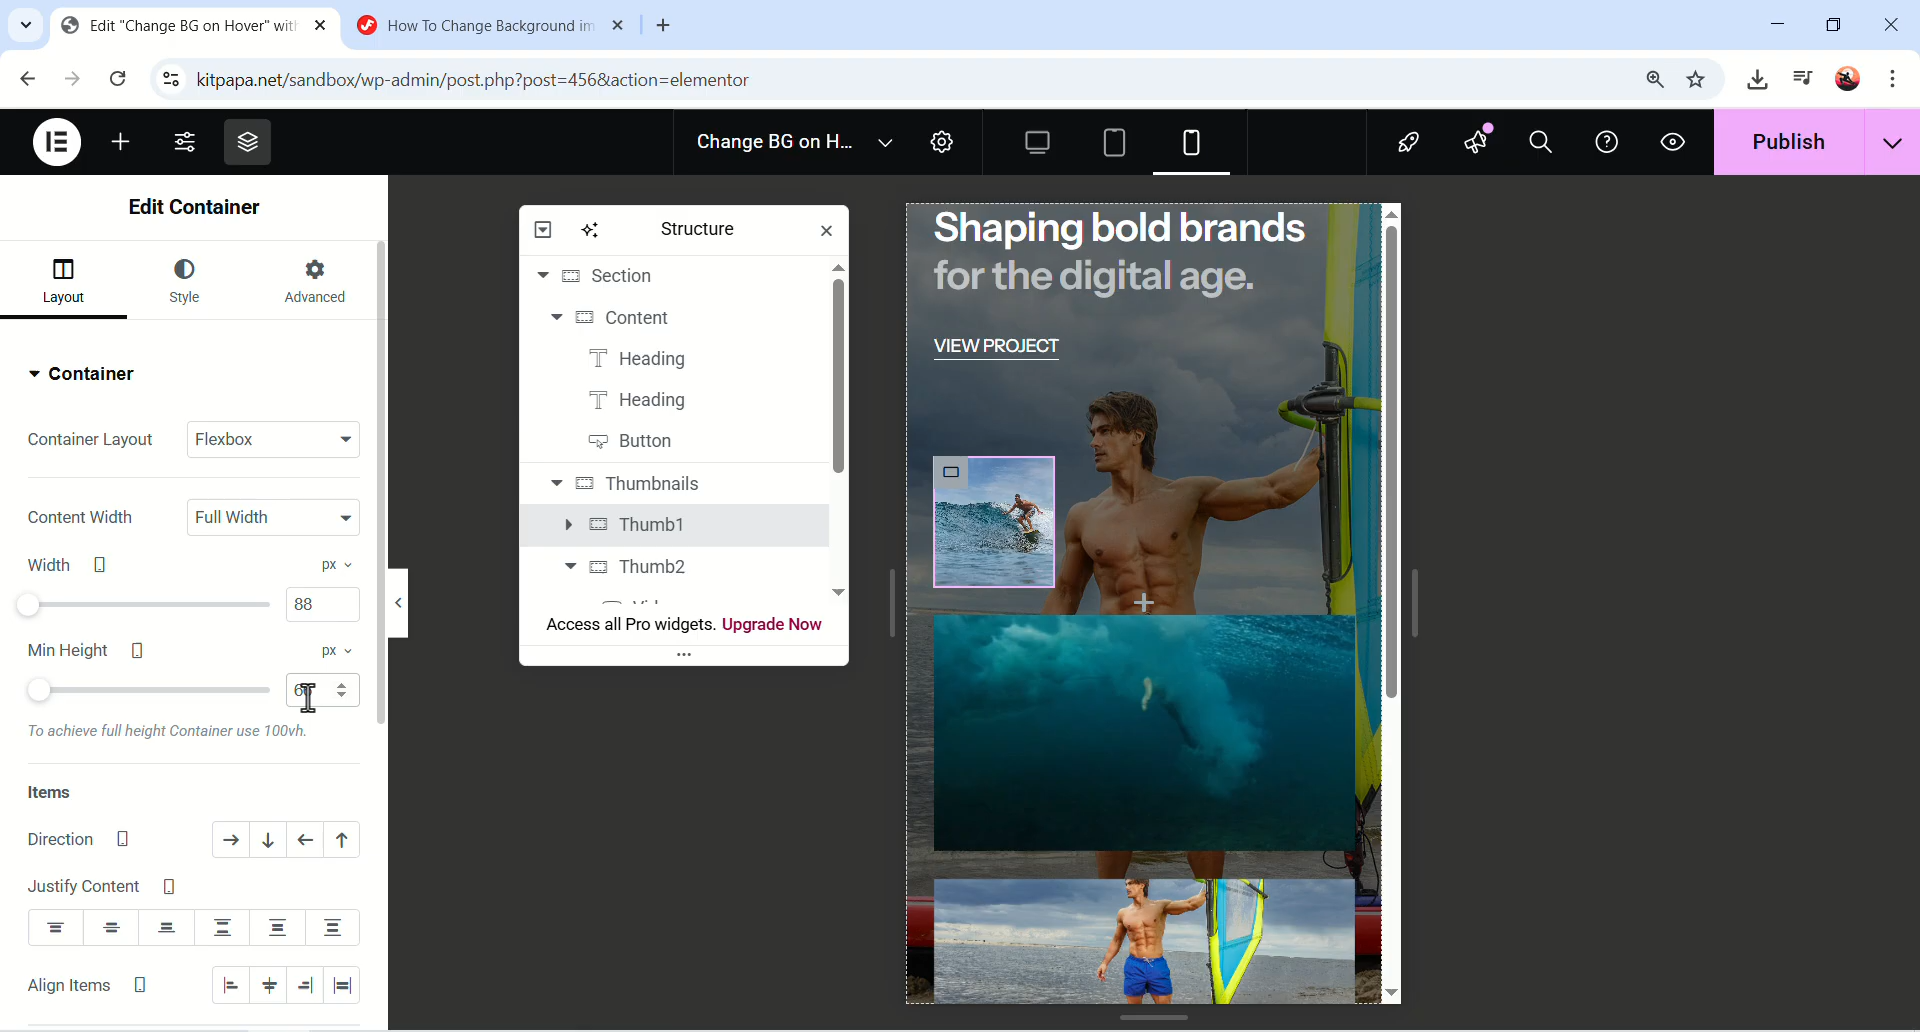 Edit "Change BG on Hover" with
How To Change Background im
kitpapa.net/sandbox/wp-admin/post.php?post=456&action=elementor
Change BG on H...
Publish
Edit Container
Layout
Style
Advanced
Container
Container Layout
Flexbox
Content Width
Full Width
Width
px
88
Min Height
px
To achieve full height Container use 100vh.
Items
Direction
Justify Content
Align Items
Structure
Section
Content
Heading
Heading
Button
Thumbnails
Thumb1
Thumb2
Access all Pro widgets. Upgrade Now
Shaping bold brands
for the digital age.
VIEW PROJECT